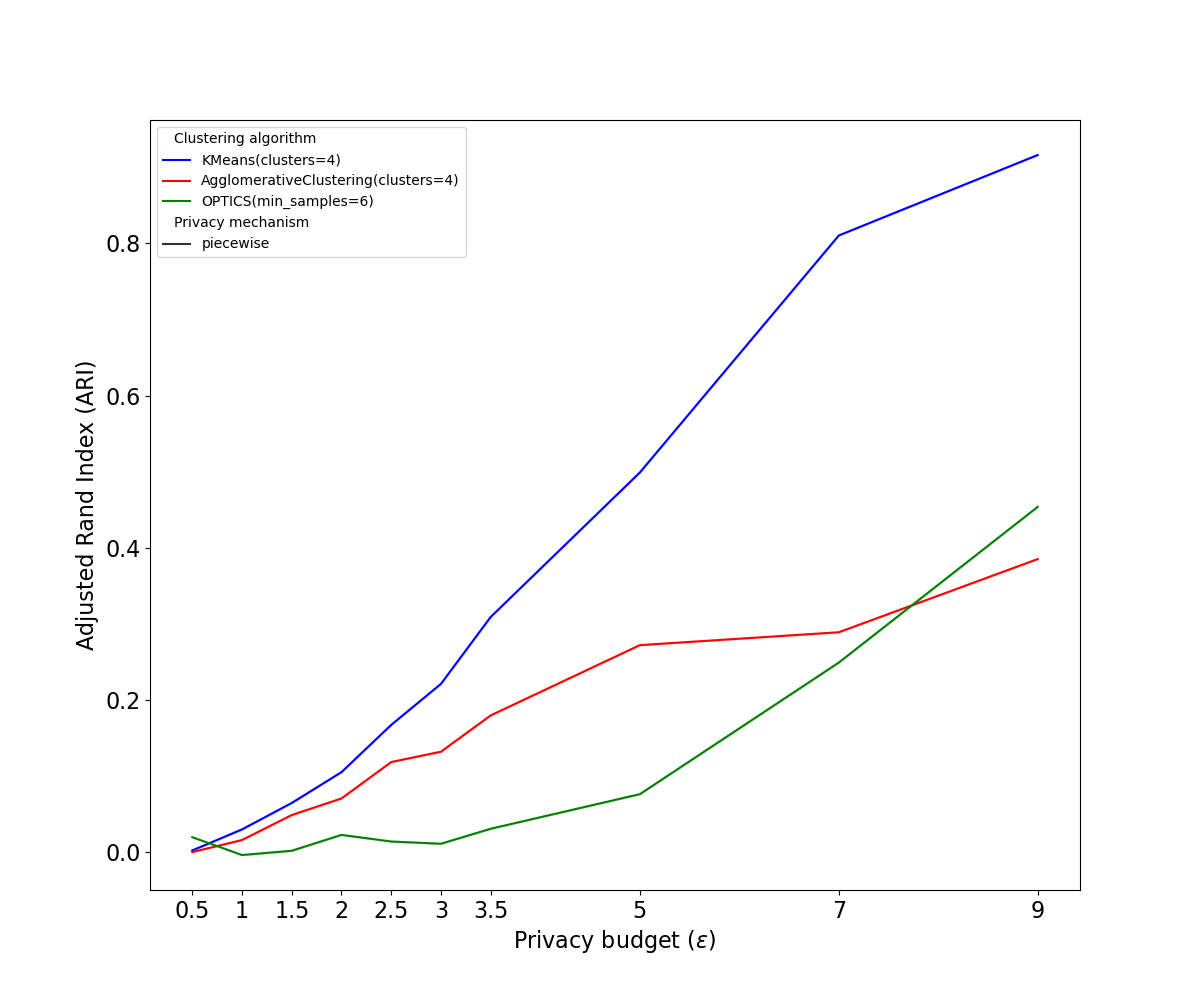 Clustering algorithm
KMeans(clusters=4)
AgglomerativeClustering(clusters=4)
OPTICS(min_samples=6)
Privacy mechanism
piecewise
Adjusted Rand Index (ARI)
0.8
0.6
0.4
0.2
0.0
0.5 1 1.5 2 2.5 3 3.5 5 7 9
Privacy budget (ε)